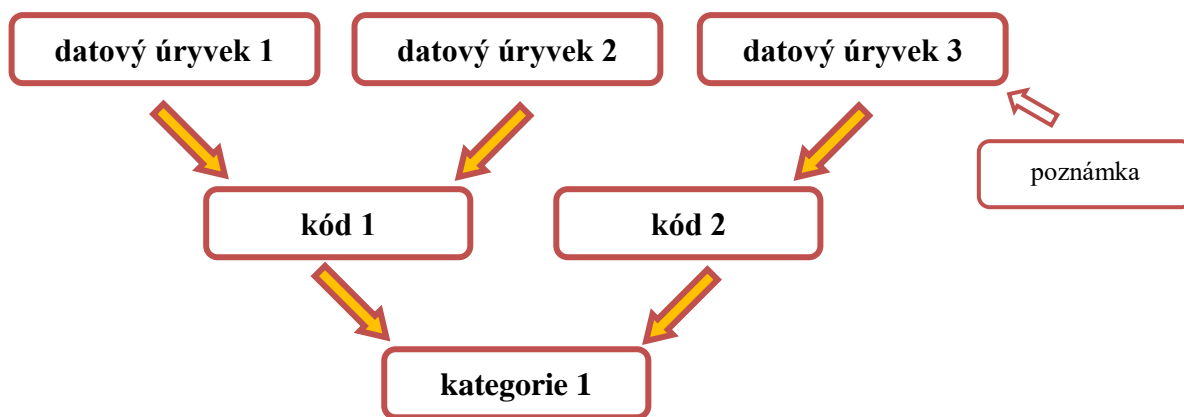 datový úryvek 1
datový úryvek 2
datový úryvek 3
poznámka
kód 1
kód 2
kategorie 1